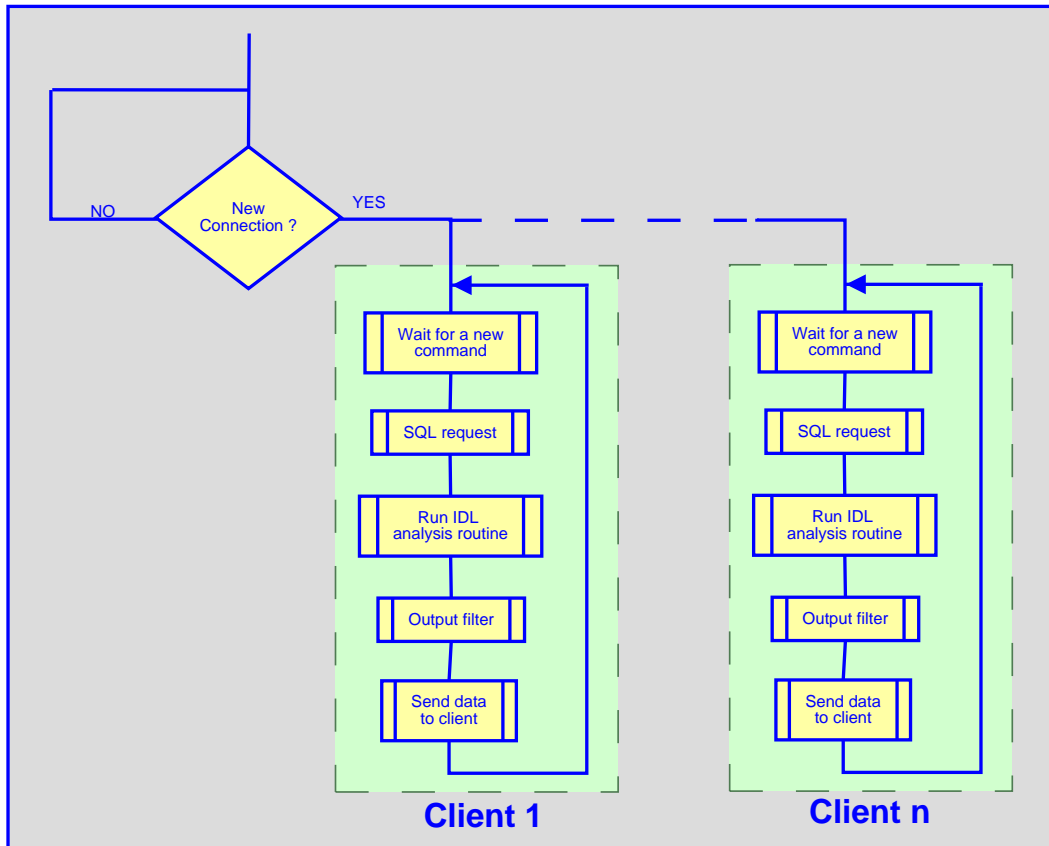 New
Connection ?
NO
YES
Wait for a new
command
SQL request
Run IDL
analysis routine
Output filter
Send data
to client
Client 1
Wait for a new
command
SQL request
Run IDL
analysis routine
Output filter
Send data
to client
Client n